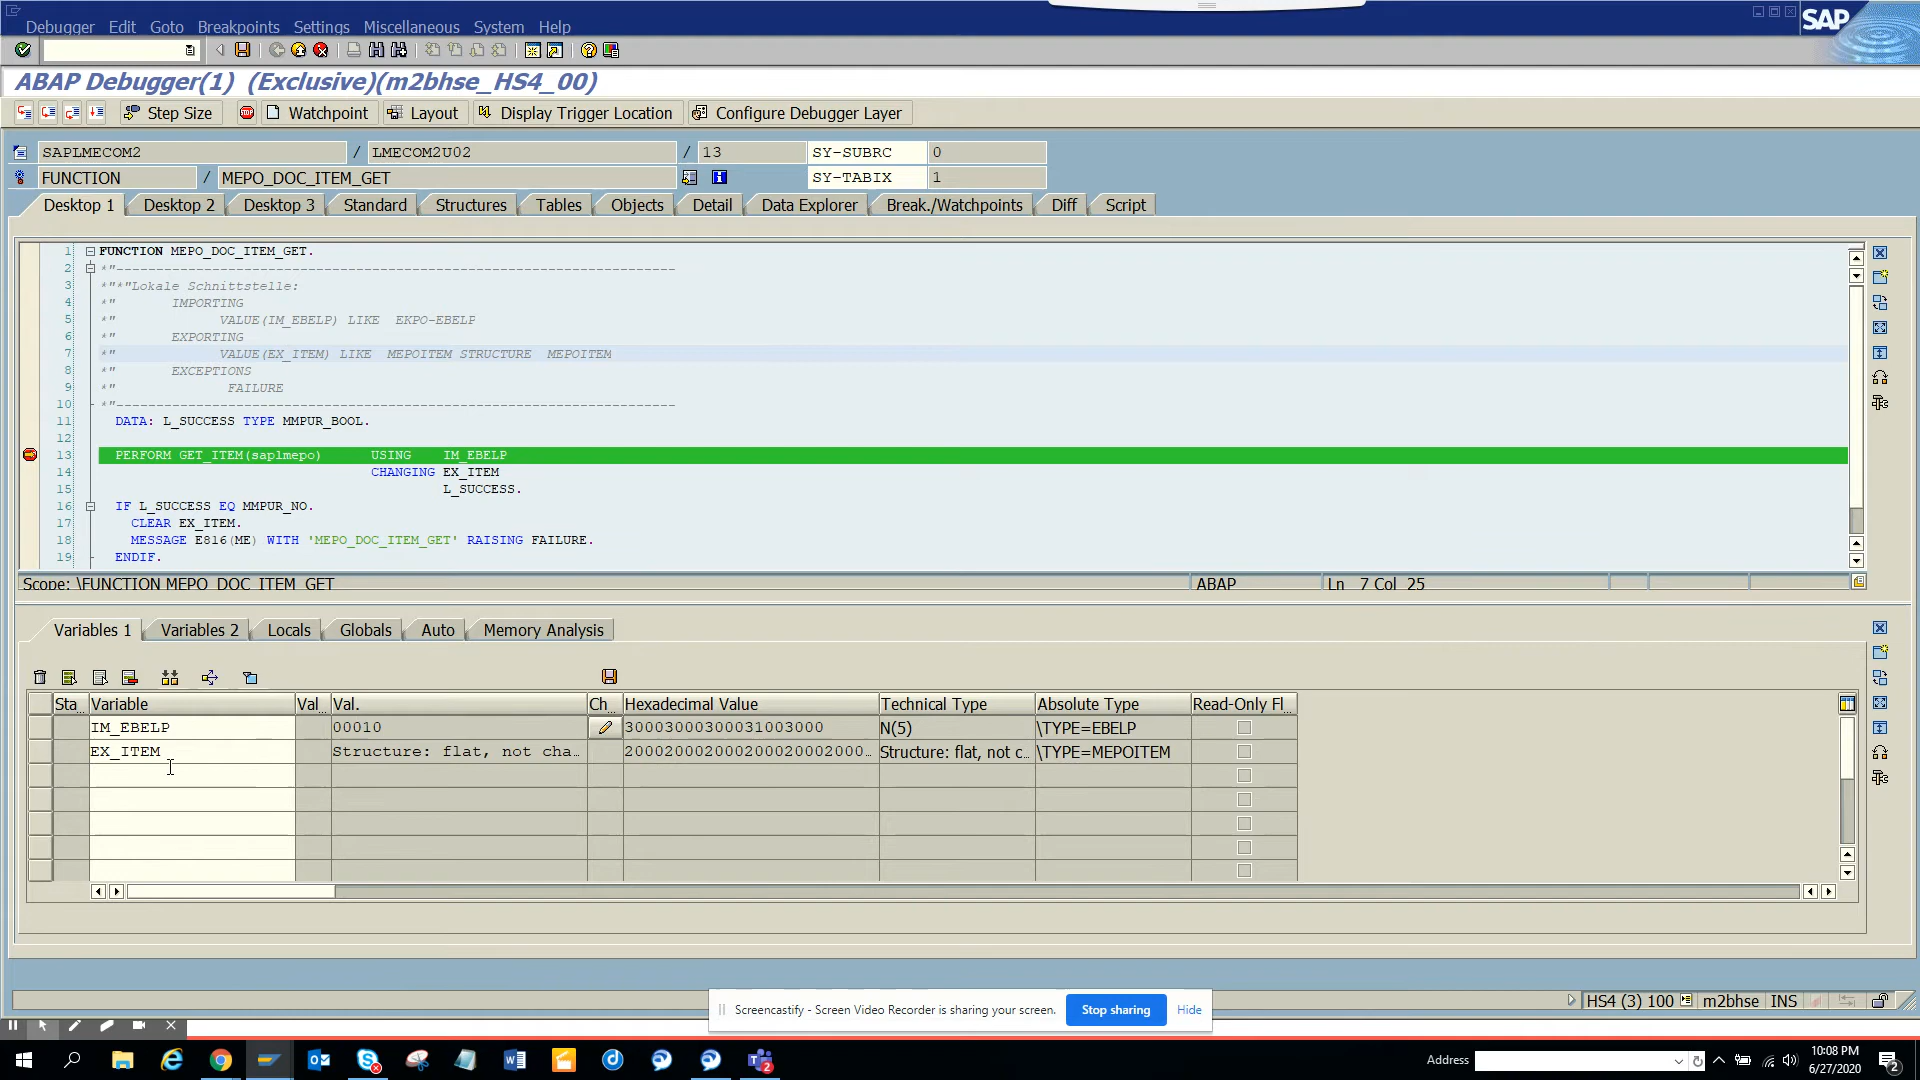 Debugger Edit Goto Breakpoints Settings Miscellaneous System Help
SAP
ABAP Debugger(1) (Exclusive)(m2bhse_HS4_00)
Step Size Watchpoint Layout Display Trigger Location Configure Debugger Layer
SAPLMECOM2 / LMECOM2U02 / 13 SY-SUBRC 0
FUNCTION / MEPO_DOC_ITEM_GET SY-TABIX 1
Desktop 1 Desktop 2 Desktop 3 Standard Structures Tables Objects Detail Data Explorer Break./Watchpoints Diff Script
1 FUNCTION MEPO_DOC_ITEM_GET.
2 *"----------------------------------------------------------------------
3 *"*"Lokale Schnittstelle:
4 *" IMPORTING
5 *" VALUE(IM_EBELP) LIKE EKPO-EBELP
6 *" EXPORTING
7 *" VALUE(EX_ITEM) LIKE MEPOITEM STRUCTURE MEPOITEM
8 *" EXCEPTIONS
9 *" FAILURE
10 *"----------------------------------------------------------------------
11 DATA: L_SUCCESS TYPE MMPUR_BOOL.
12
13 PERFORM GET_ITEM(saplmepo) USING IM_EBELP
14 CHANGING EX_ITEM
15 L_SUCCESS.
16 IF L_SUCCESS EQ MMPUR_NO.
17 CLEAR EX_ITEM.
18 MESSAGE E816(ME) WITH 'MEPO_DOC_ITEM_GET' RAISING FAILURE.
19 ENDIF.
Scope: \FUNCTION MEPO_DOC_ITEM_GET ABAP Ln 7 Col 25
Variables 1 Variables 2 Locals Globals Auto Memory Analysis
Sta... Variable Val... Val. Ch... Hexadecimal Value Technical Type Absolute Type Read-Only Fl...
IM_EBELP 00010 30003000300031003000 N(5) \TYPE=EBELP
EX_ITEM Structure: flat, not cha… 200020002000200020002000… Structure: flat, not c... \TYPE=MEPOITEM
Screencastify - Screen Video Recorder is sharing your screen. Stop sharing Hide
HS4 (3) 100 m2bhse INS
Address
10:08 PM
6/27/2020
2
2